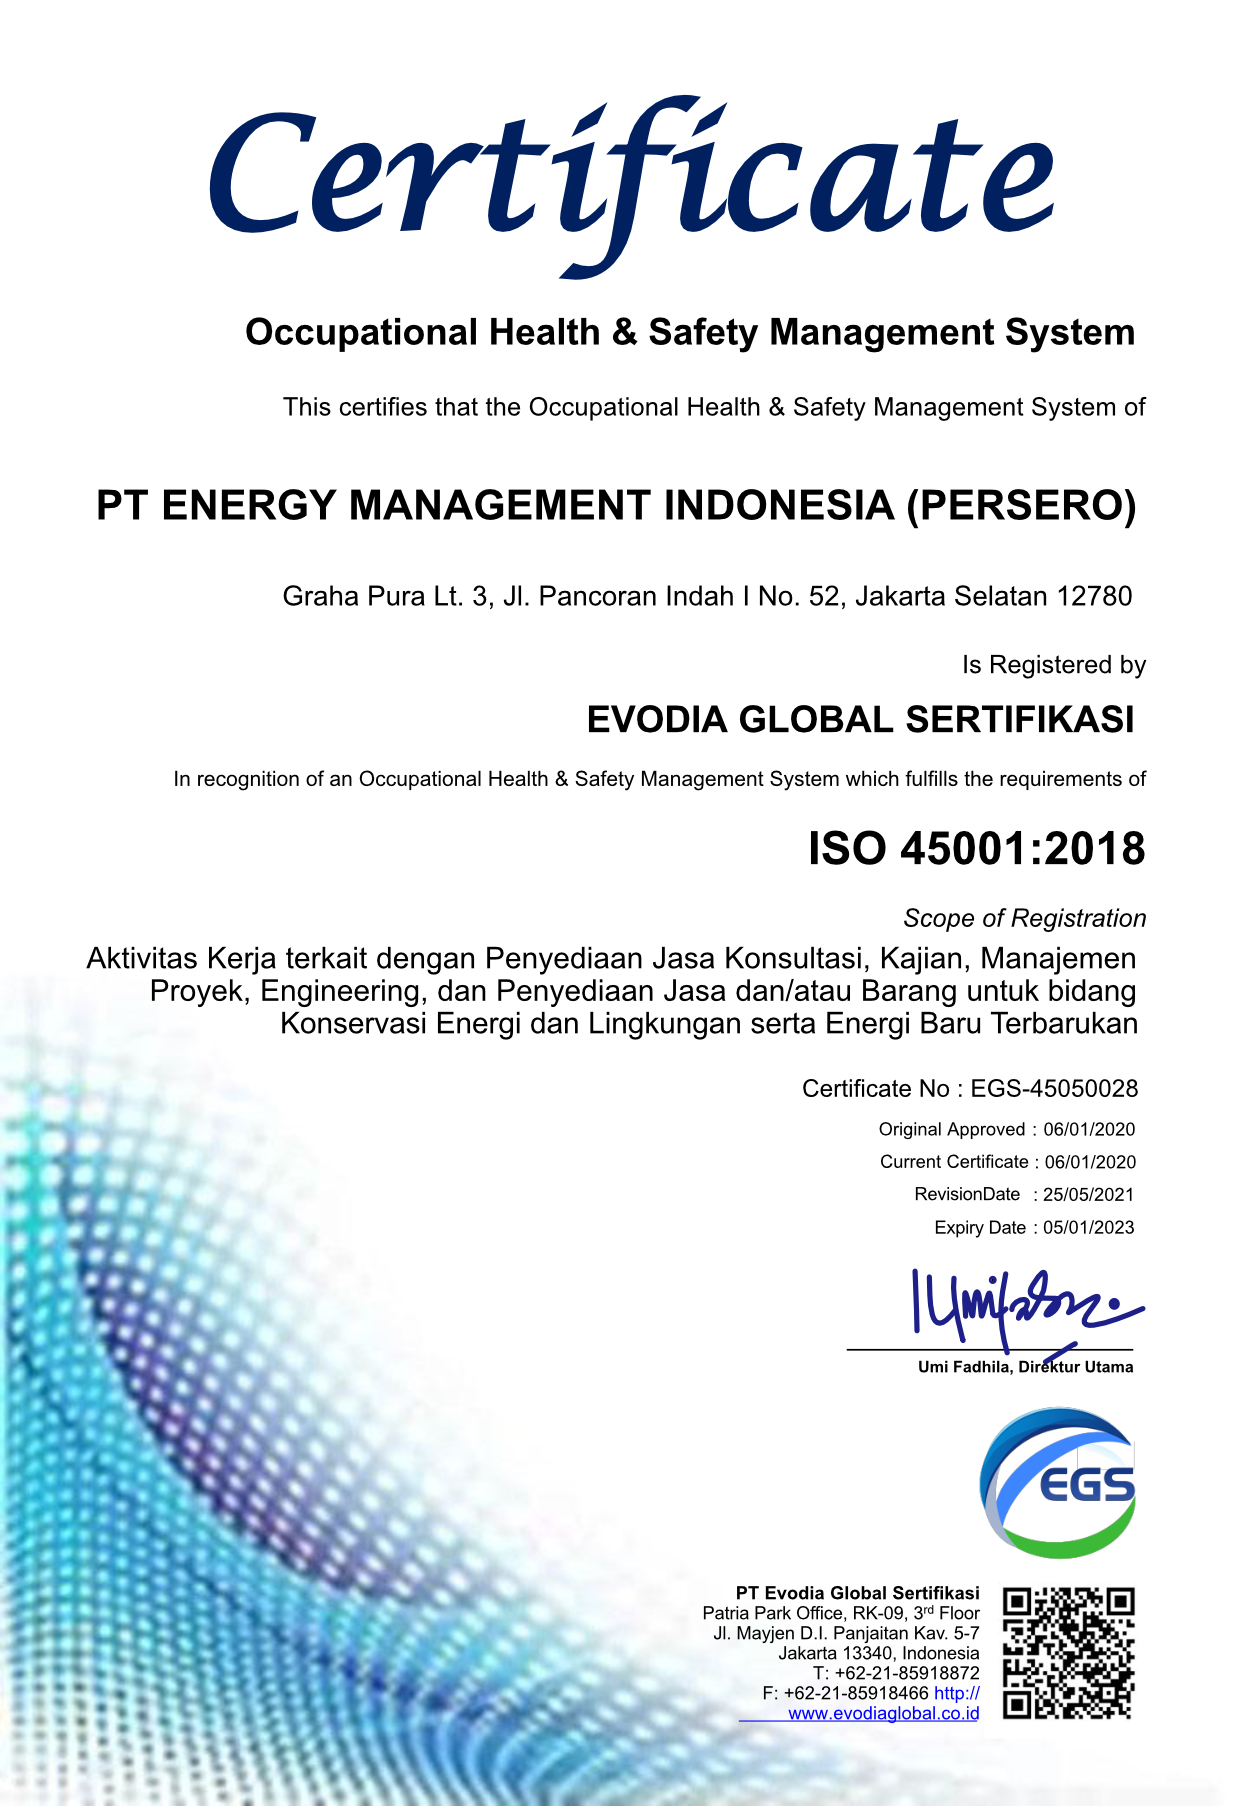 Certificate
Occupational Health & Safety Management System
This certifies that the Occupational Health & Safety Management System of
PT ENERGY MANAGEMENT INDONESIA (PERSERO)
Graha Pura Lt. 3, Jl. Pancoran Indah I No. 52, Jakarta Selatan 12780
Is Registered by
EVODIA GLOBAL SERTIFIKASI
In recognition of an Occupational Health & Safety Management System which fulfills the requirements of
ISO 45001:2018
Scope of Registration
Aktivitas Kerja terkait dengan Penyediaan Jasa Konsultasi, Kajian, Manajemen
Proyek, Engineering, dan Penyediaan Jasa dan/atau Barang untuk bidang
Konservasi Energi dan Lingkungan serta Energi Baru Terbarukan
Certificate No : EGS-45050028
Original Approved : 06/01/2020
Current Certificate : 06/01/2020
RevisionDate : 25/05/2021
Expiry Date : 05/01/2023
Umi Fadhila, Direktur Utama
EGS
PT Evodia Global Sertifikasi
Patria Park Office, RK-09, 3rd Floor
Jl. Mayjen D.I. Panjaitan Kav. 5-7
Jakarta 13340, Indonesia
T: +62-21-85918872
F: +62-21-85918466 http://
www.evodiaglobal.co.id